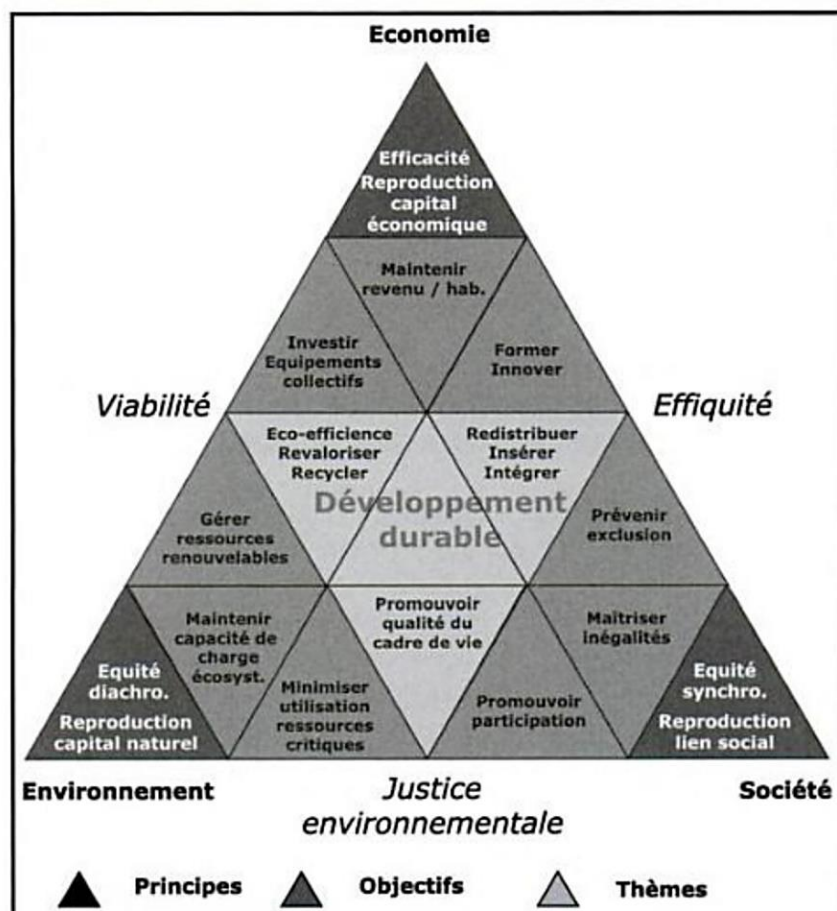 Economie
Efficacité
Reproduction
capital
économique
Maintenir
revenu / hab.
Investir
Equipements
collectifs
Former
Innover
Viabilité
Effiquité
Eco-efficience
Revaloriser
Recycler
Redistribuer
Insérer
Intégrer
Développement
durable
Gérer
ressources
renouvelables
Prévenir
exclusion
Equité
diachro.
Reproduction
capital naturel
Maintenir
capacité de
charge
écosyst.
Minimiser
utilisation
ressources
critiques
Promouvoir
qualité du
cadre de vie
Promouvoir
participation
Maîtriser
inégalités
Equité
synchro.
Reproduction
lien social
Environnement
Justice
environnementale
Société
Principes
Objectifs
Thèmes